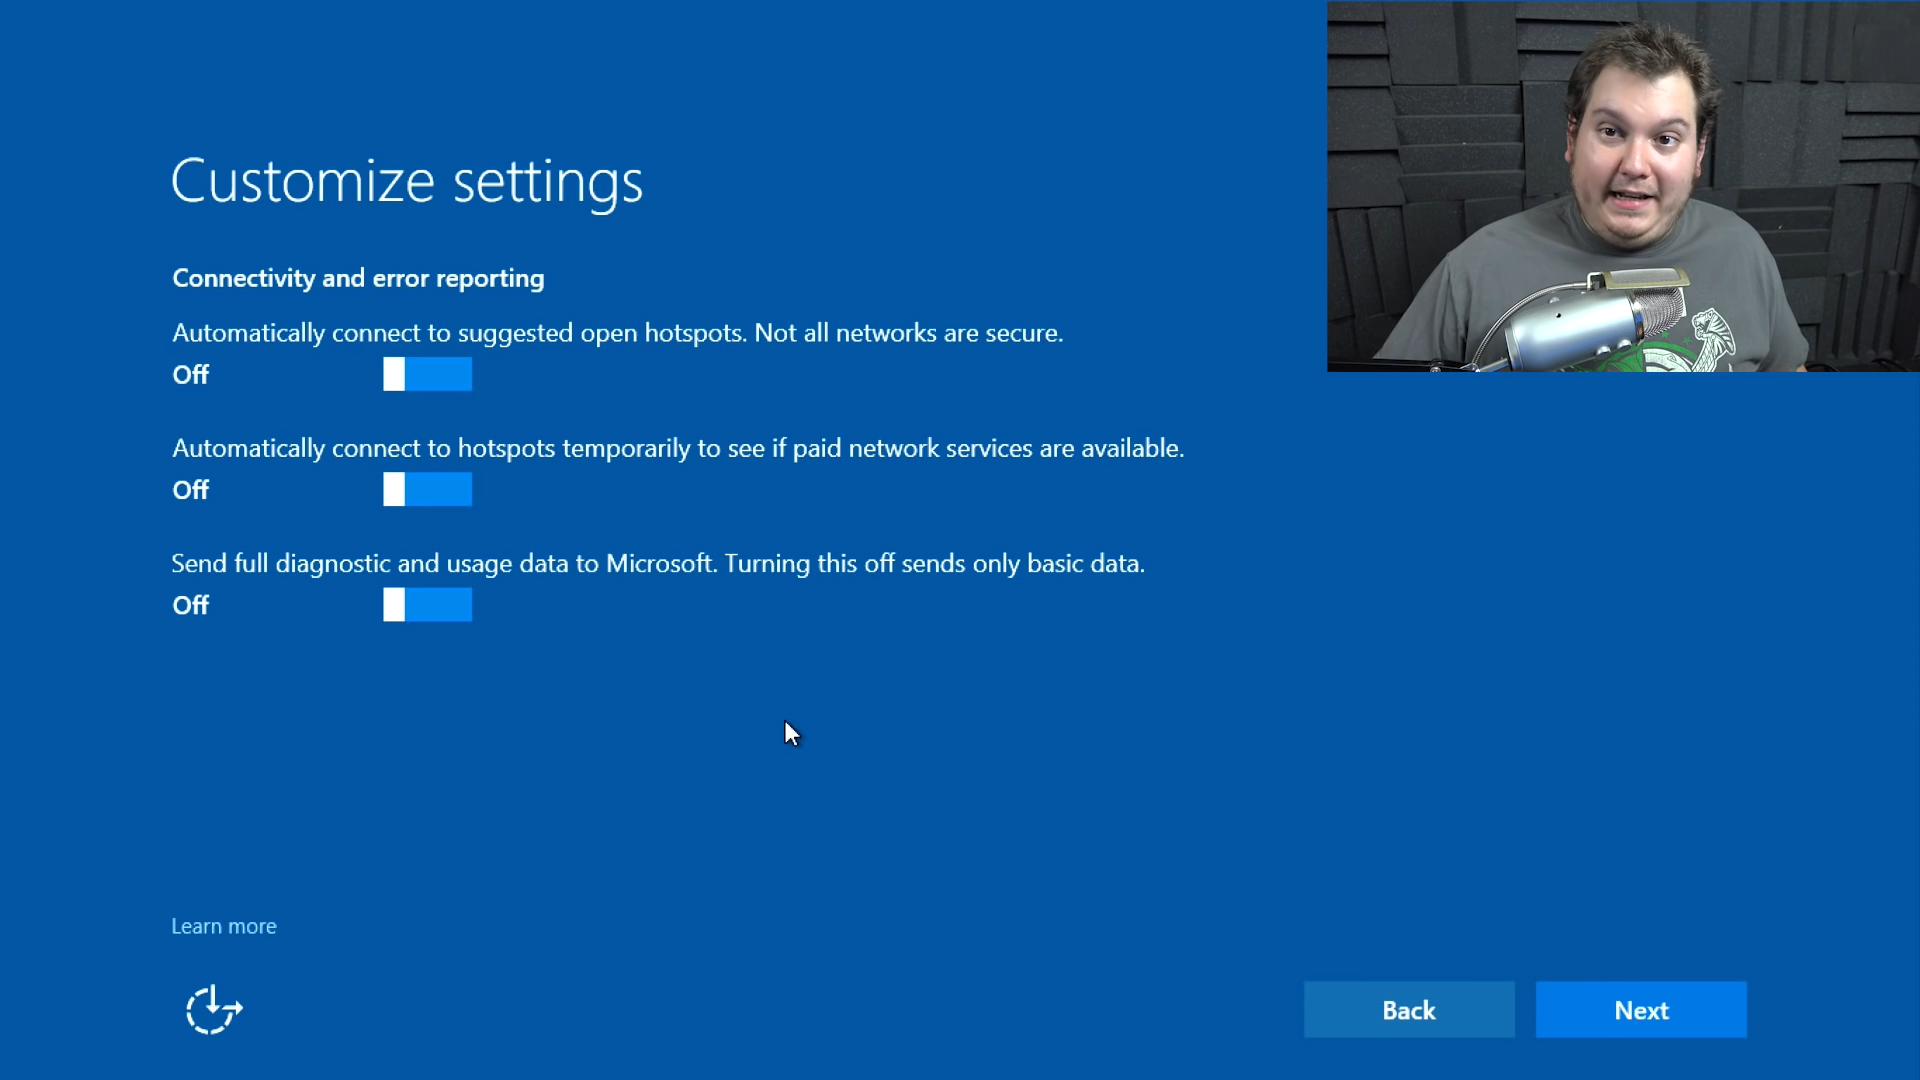 Customize settings
Connectivity and error reporting
Automatically connect to suggested open hotspots. Not all networks are secure.
Off
Automatically connect to hotspots temporarily to see if paid network services are available.
Off
Send full diagnostic and usage data to Microsoft. Turning this off sends only basic data.
Off
Learn more
Back
Next